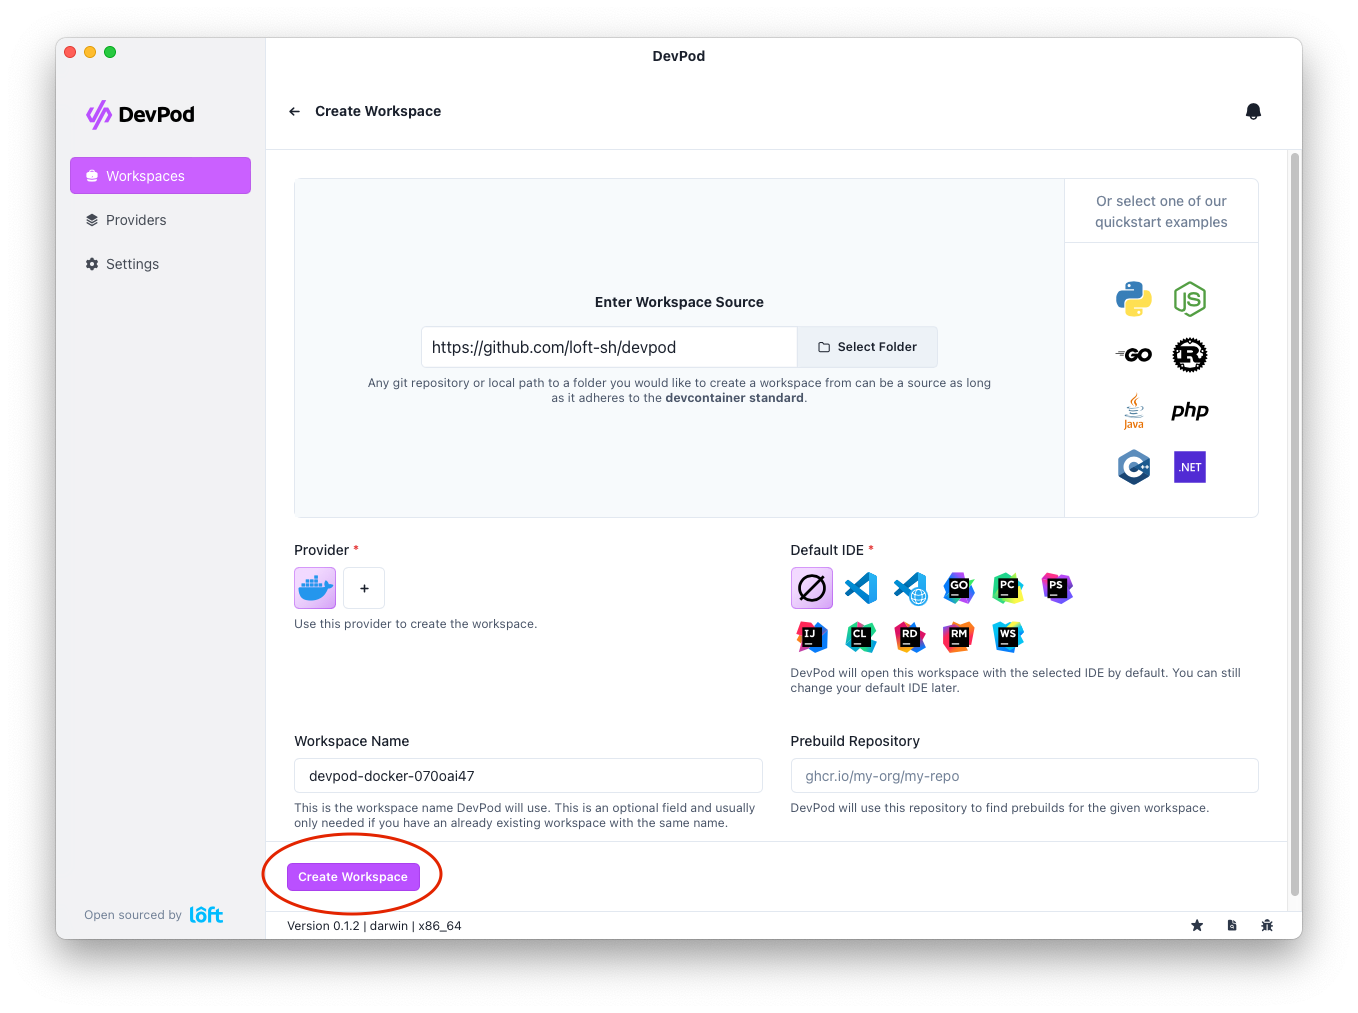 DevPod
DevPod
Create Workspace
Workspaces
Providers
Settings
Or select one of our
quickstart examples
Enter Workspace Source
https://github.com/loft-sh/devpod
Select Folder
Any git repository or local path to a folder you would like to create a workspace from can be a source as long
as it adheres to the devcontainer standard.
JS
GO
R
Java
php
C++
.NET
Provider *
+
Use this provider to create the workspace.
Default IDE *
GO
PC
PS
IJ
CL
RD
RM
WS
DevPod will open this workspace with the selected IDE by default. You can still
change your default IDE later.
Workspace Name
devpod-docker-070oai47
This is the workspace name DevPod will use. This is an optional field and usually
only needed if you have an already existing workspace with the same name.
Prebuild Repository
ghcr.io/my-org/my-repo
DevPod will use this repository to find prebuilds for the given workspace.
Create Workspace
Open sourced by loft
Version 0.1.2 | darwin | x86_64